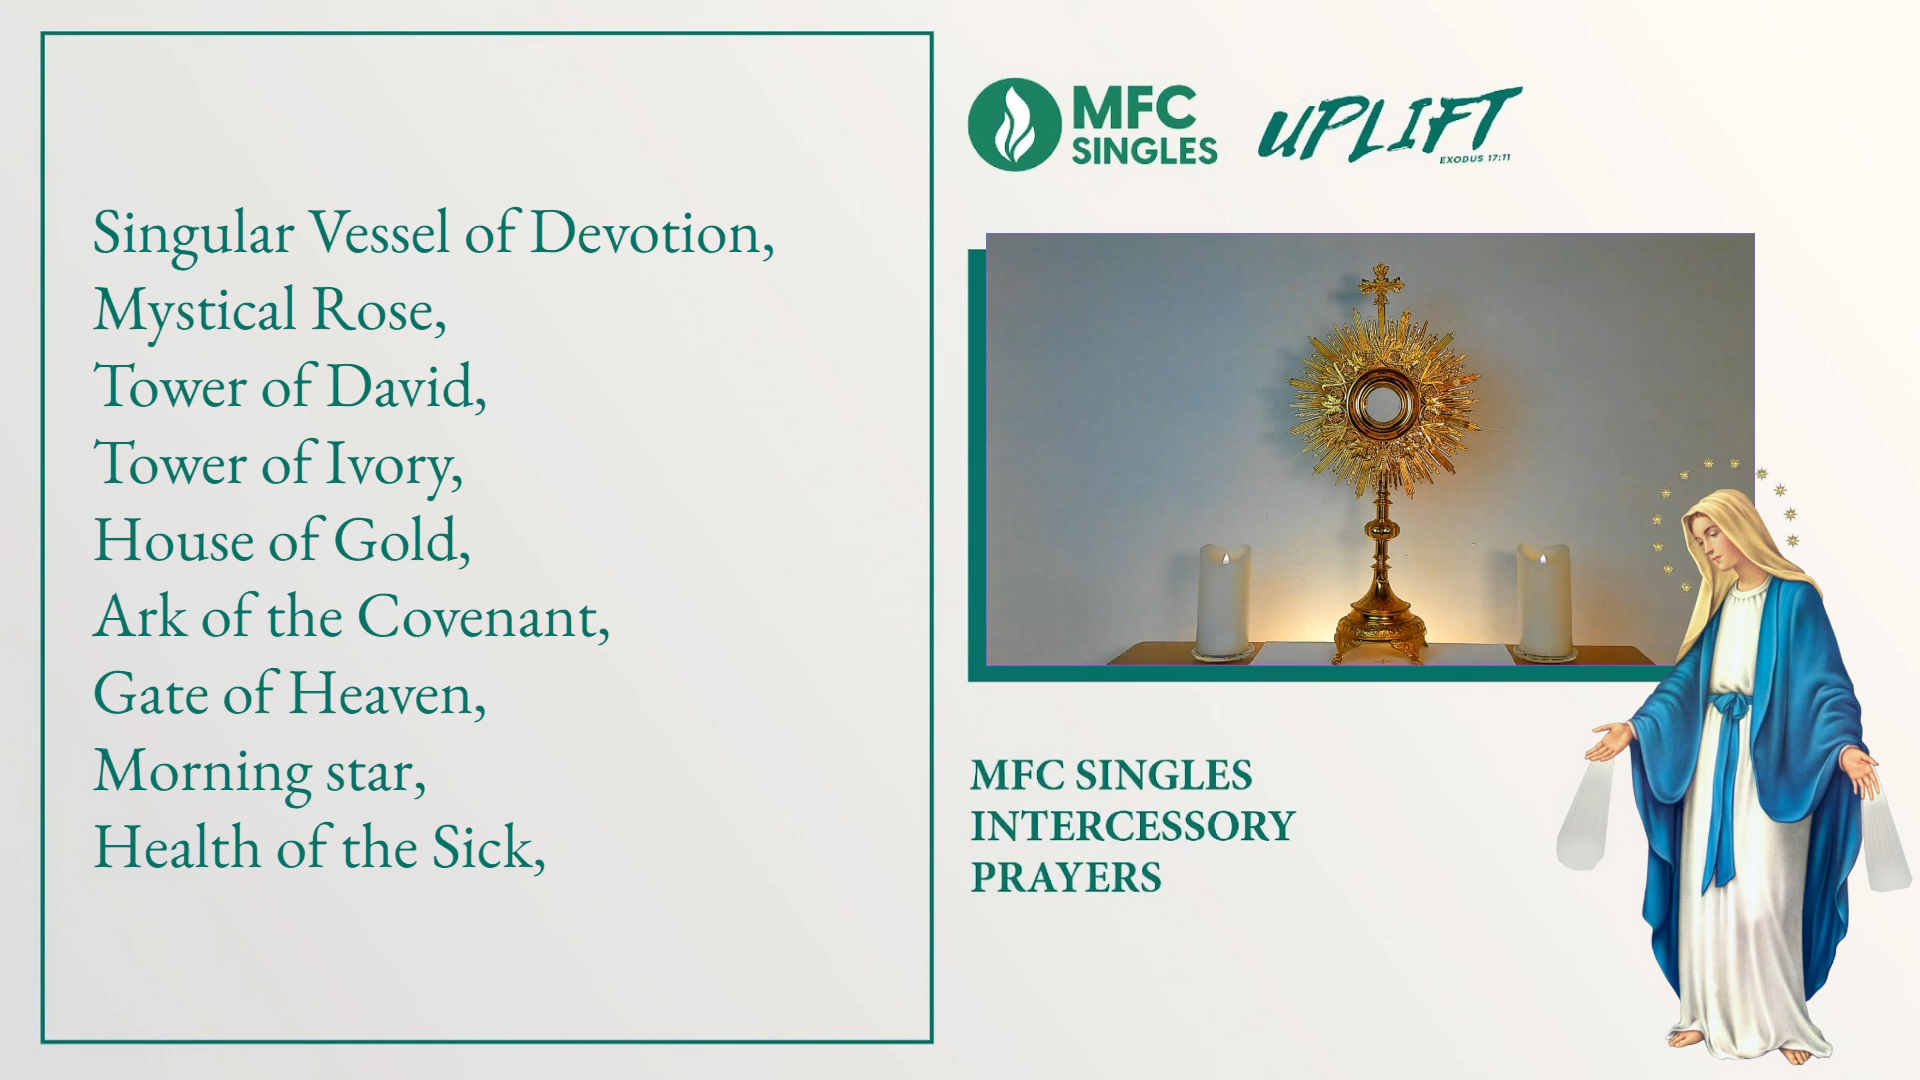 Singular Vessel of Devotion,
Mystical Rose,
Tower of David,
Tower of Ivory,
House of Gold,
Ark of the Covenant,
Gate of Heaven,
Morning star,
Health of the Sick,
MFC
SINGLES
UPLIFT
EXODUS 17:11
MFC SINGLES
INTERCESSORY
PRAYERS